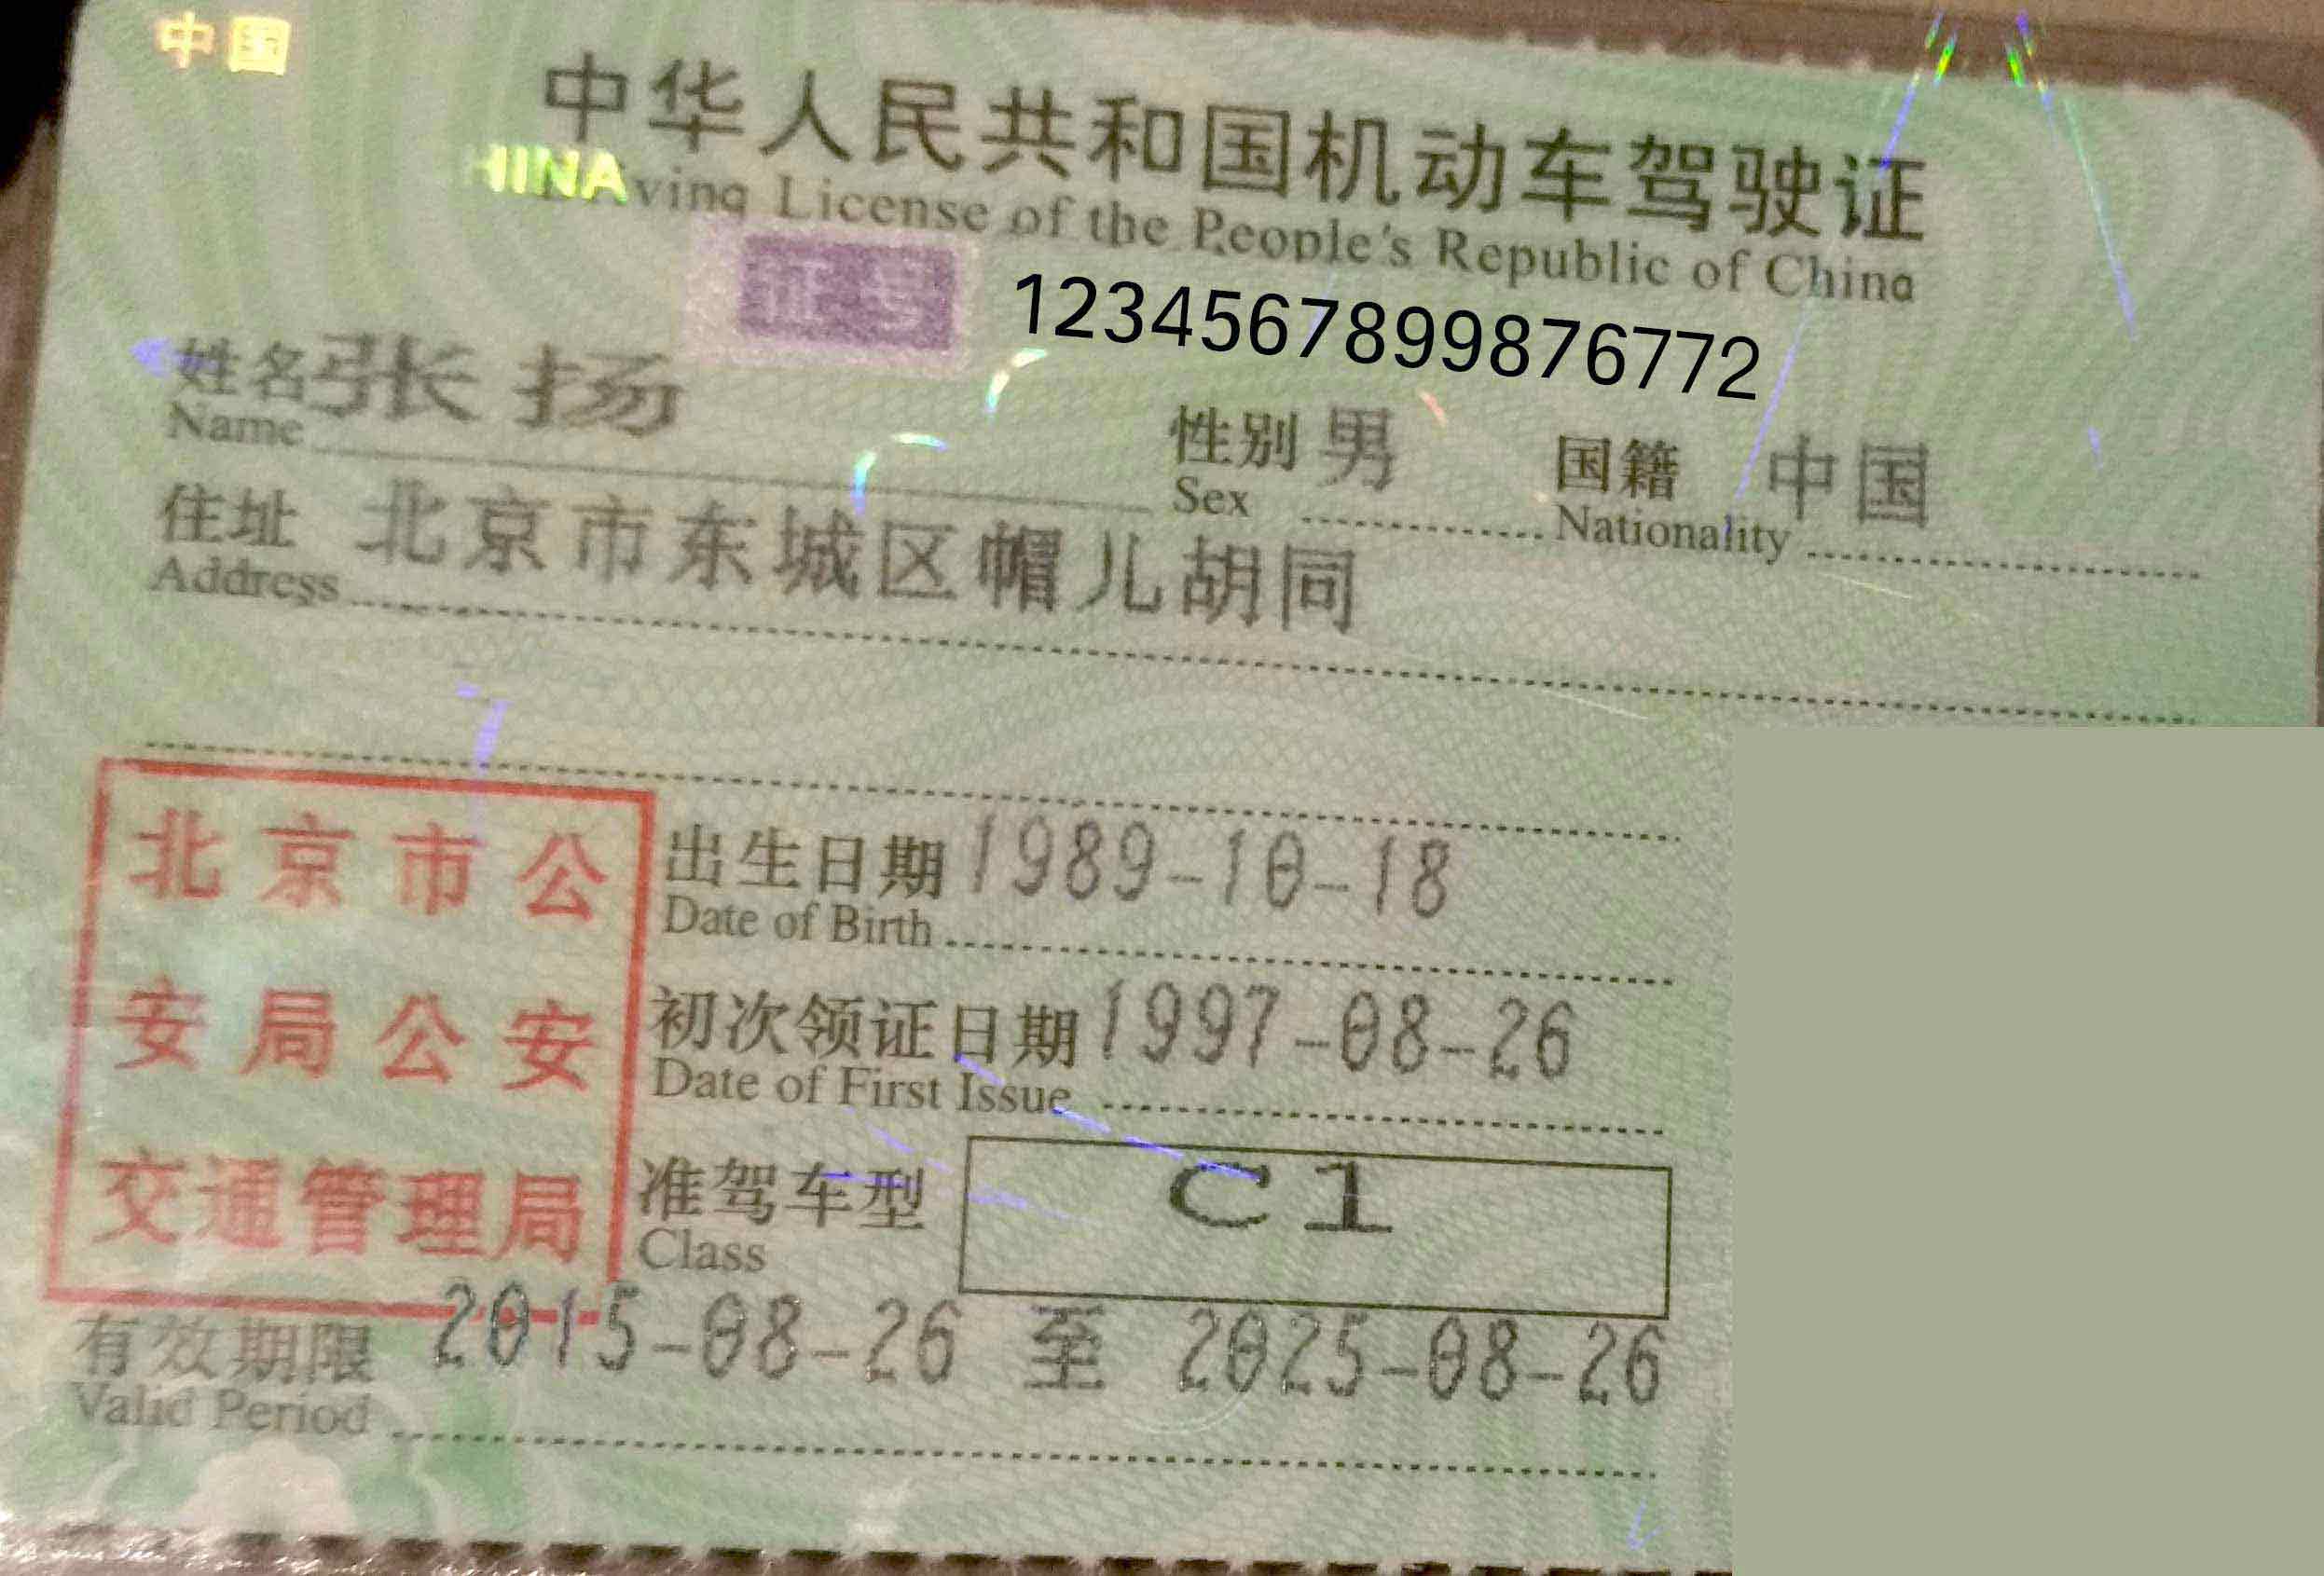 中国
中华人民共和国机动车驾驶证
HINA
ving License of the People's Republic of China
证号 1234567899876772
姓名 张扬
Name
性别 男
Sex
国籍 中国
Nationality
住址 北京市东城区帽儿胡同
Address
北京市公
安局公安
交通管理局
出生日期 1989-10-18
Date of Birth
初次领证日期 1997-08-26
Date of First Issue
准驾车型 C1
Class
有效期限 2015-08-26 至 2025-08-26
Valid Period